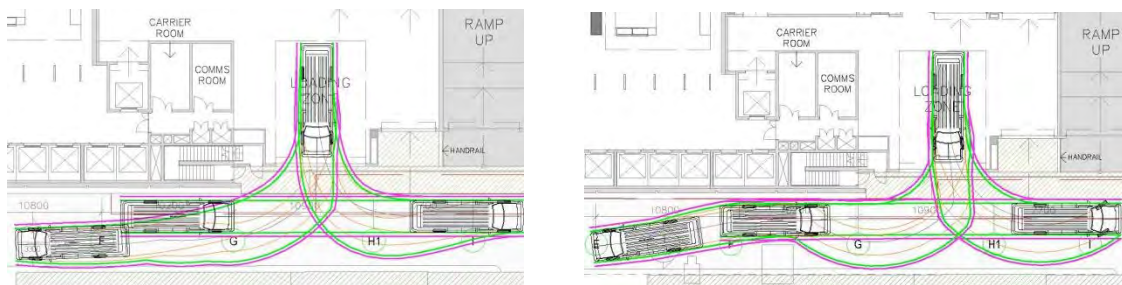 CARRIER
ROOM
COMMS
ROOM
LOADING
ZONE
RAMP
UP
HANDRAIL
10800
F
G
H1
I
CARRIER
ROOM
COMMS
ROOM
LOADING
ZONE
RAMP
UP
HANDRAIL
10800
10900
F
G
H1
I